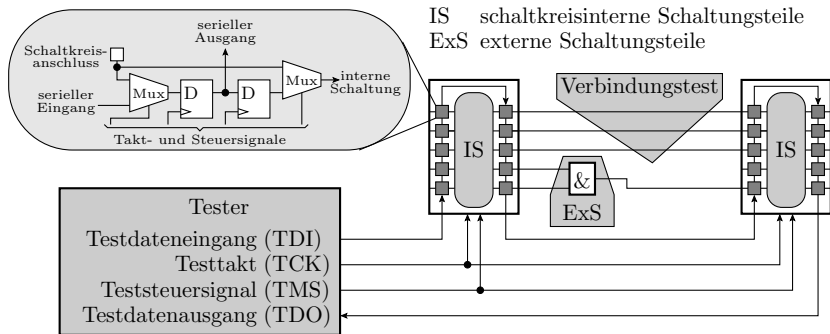 IS schaltkreisinterne Schaltungsteile
ExS externe Schaltungsteile
serieller
Ausgang
Schaltkreis-
anschluss
Mux
D
D
Mux
interne
Schaltung
serieller
Eingang
Takt- und Steuersignale
Verbindungstest
IS
IS
&
ExS
Tester
Testdateneingang (TDI)
Testtakt (TCK)
Teststeuersignal (TMS)
Testdatenausgang (TDO)